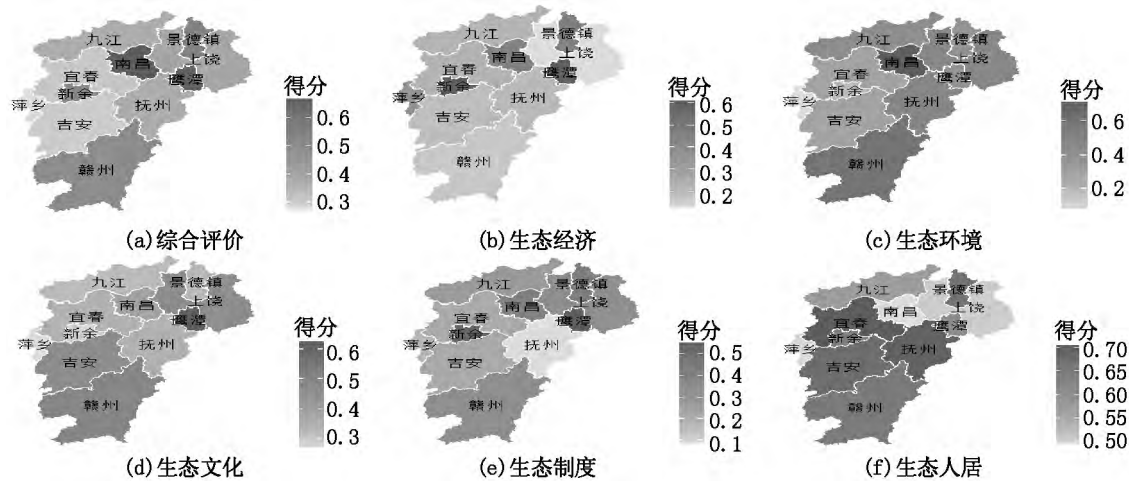 九江
景德镇
南昌
上饶
宜春
鹰潭
新余
萍乡
抚州
吉安
赣州
得分
0.6
0.5
0.4
0.3
(a)综合评价
九江
景德镇
南昌
上饶
宜春
鹰潭
新余
萍乡
抚州
吉安
赣州
得分
0.6
0.5
0.4
0.3
0.2
(b)生态经济
九江
景德镇
南昌
上饶
宜春
鹰潭
新余
萍乡
抚州
吉安
赣州
得分
0.6
0.4
0.2
(c)生态环境
九江
景德镇
南昌
上饶
宜春
鹰潭
新余
萍乡
抚州
吉安
赣州
得分
0.6
0.5
0.4
0.3
(d)生态文化
九江
景德镇
南昌
上饶
宜春
鹰潭
新余
萍乡
抚州
吉安
赣州
得分
0.5
0.4
0.3
0.2
0.1
(e)生态制度
九江
景德镇
南昌
上饶
宜春
鹰潭
新余
萍乡
抚州
吉安
赣州
得分
0.70
0.65
0.60
0.55
0.50
(f)生态人居